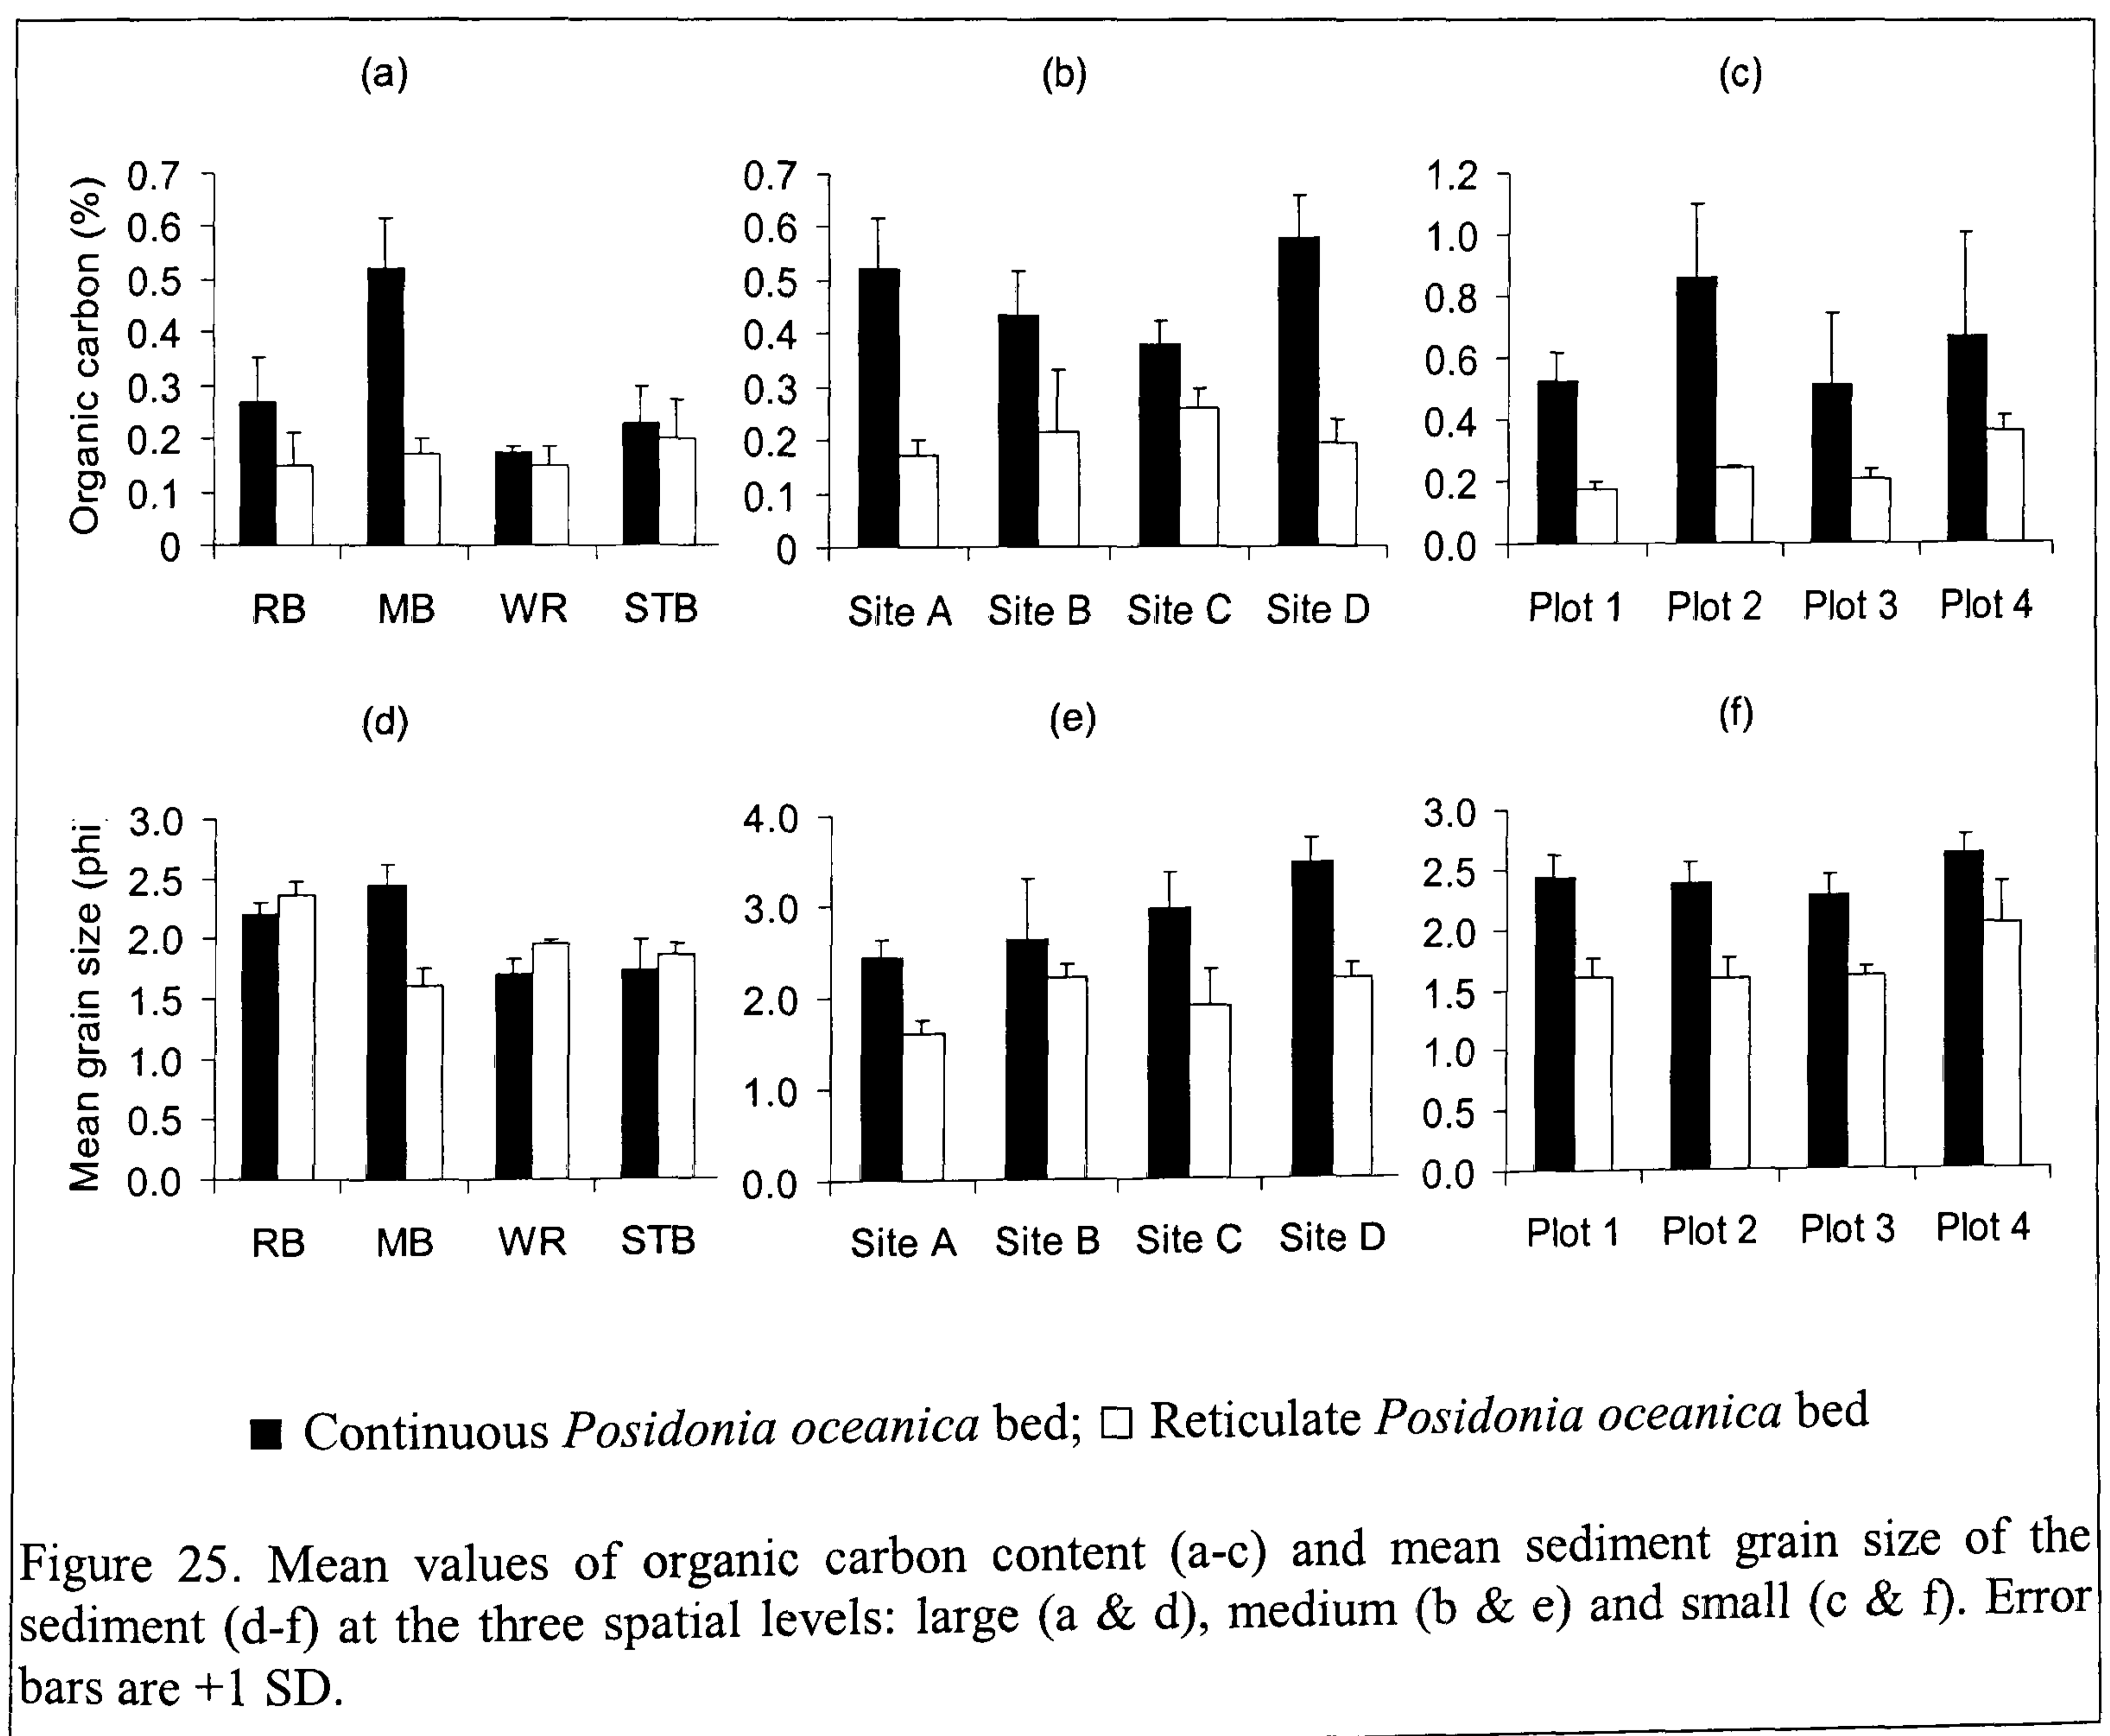 (a)
(b)
(c)
Organic carbon (%)
0.7
0.6
0.5
0.4
0.3
0.2
0.1
0
RB MB WR STB
0.7
0.6
0.5
0.4
0.3
0.2
0.1
0
Site A Site B Site C Site D
1.2
1.0
0.8
0.6
0.4
0.2
0.0
Plot 1 Plot 2 Plot 3 Plot 4
(d)
(e)
(f)
Mean grain size (phi
3.0
2.5
2.0
1.5
1.0
0.5
0.0
RB MB WR STB
4.0
3.0
2.0
1.0
0.0
Site A Site B Site C Site D
3.0
2.5
2.0
1.5
1.0
0.5
0.0
Plot 1 Plot 2 Plot 3 Plot 4
Continuous Posidonia oceanica bed; Reticulate Posidonia oceanica bed
Figure 25. Mean values of organic carbon content (a-c) and mean sediment grain size of the
sediment (d-f) at the three spatial levels: large (a & d), medium (b & e) and small (c & f). Error
bars are +1 SD.